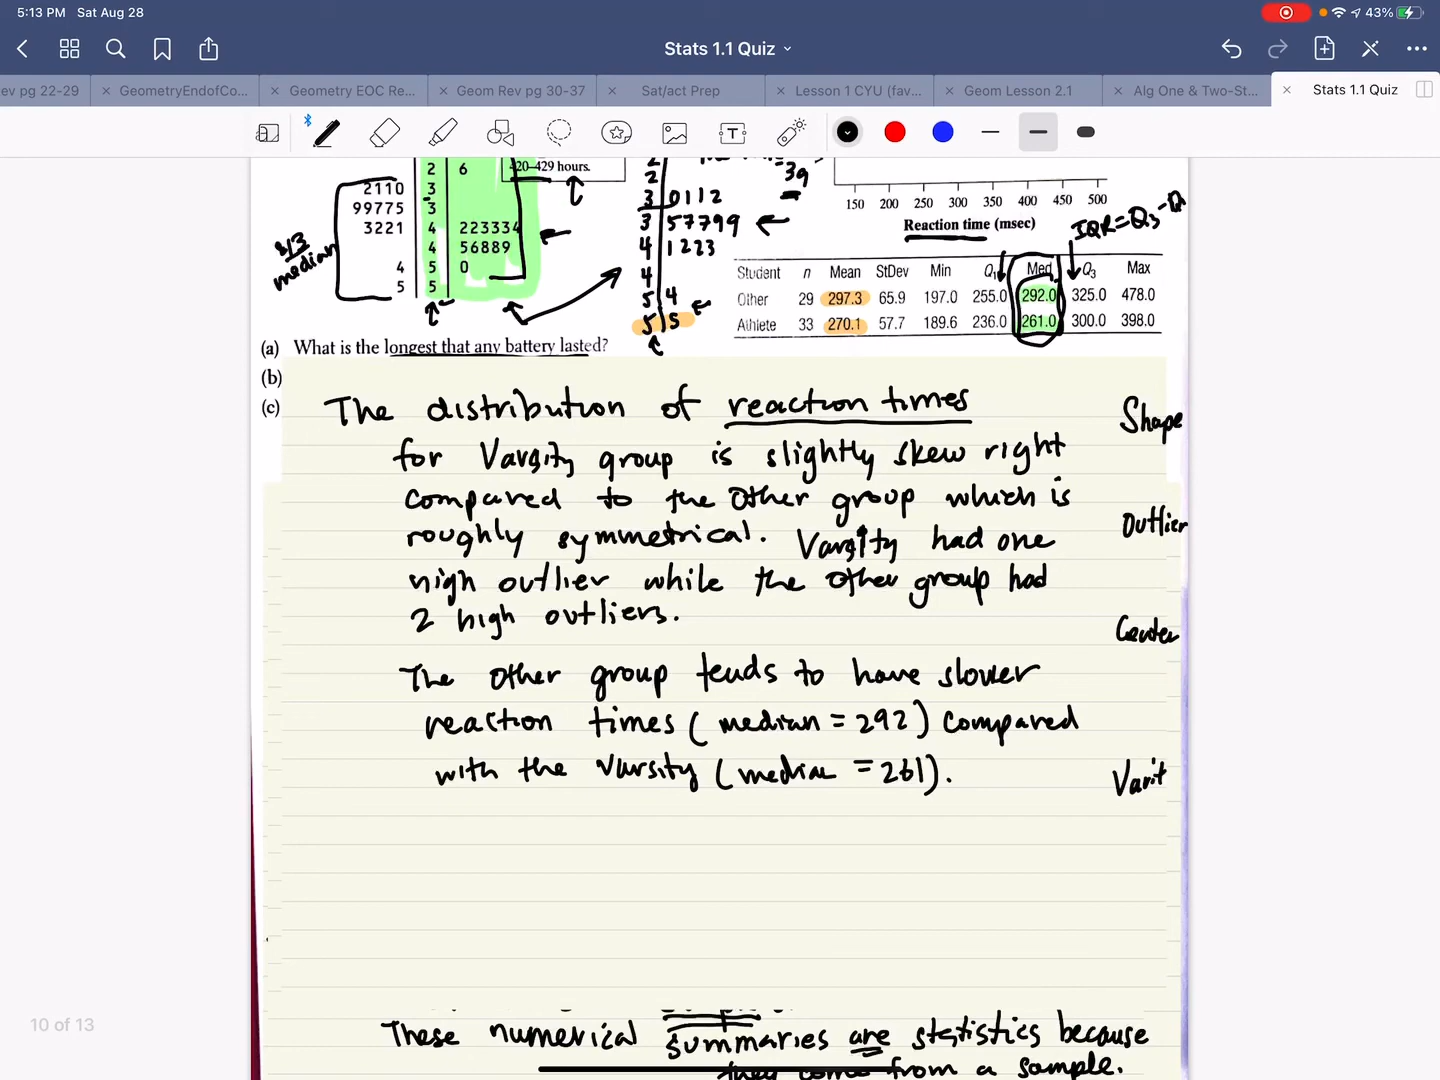 5:13 PM Sat Aug 28
43%
Stats 1.1 Quiz
ev pg 22-29
GeometryEndofCo...
Geometry EOC Re...
Geom Rev pg 30-37
Sat/act Prep
Lesson 1 CYU (fav...
Geom Lesson 2.1
Alg One & Two-St...
Stats 1.1 Quiz
T
2 6
2110 3
99775 3
3221 4 223334
4 56889
4 5 0
5 5
median
420–429 hours.
2
2
3 0112
3 57799
4 1223
4
5 4
5 5
39
150 200 250 300 350 400 450 500
Reaction time (msec)
IQR = Q3 - Q
Student n Mean StDev Min Q1 Med Q3 Max
Other 29 297.3 65.9 197.0 255.0 292.0 325.0 478.0
Athlete 33 270.1 57.7 189.6 236.0 261.0 300.0 398.0
(a) What is the longest that any battery lasted?
(b)
(c)
The distribution of reaction times
for Varsity group is slightly skew right
compared to the other group which is
roughly symmetrical. Varsity had one
high outlier while the other group had
2 high outliers.
The other group tends to have slower
reaction times (median = 292) compared
with the varsity (median = 261).
Shape
Outlier
Center
Varit
These numerical summaries are statistics because
they come from a sample.
10 of 13